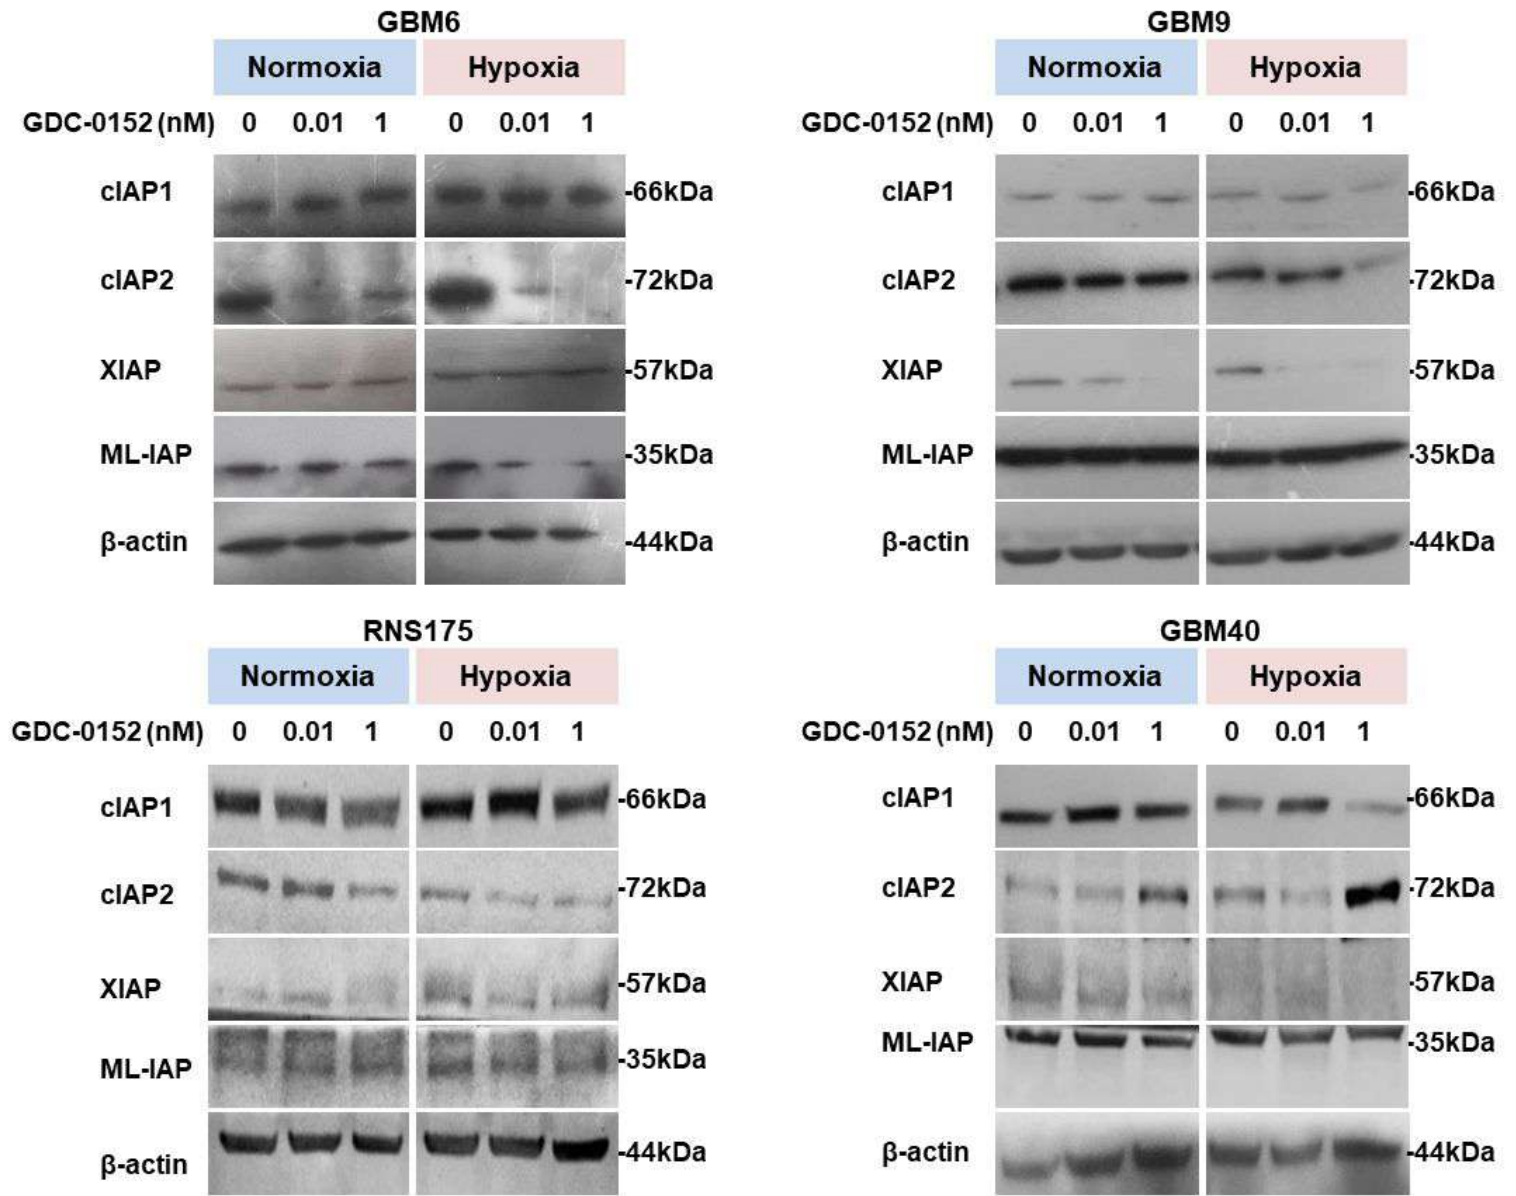 GBM6
Normoxia Hypoxia
GDC-0152 (nM) 0 0.01 1 0 0.01 1
cIAP1 -66kDa
cIAP2 -72kDa
XIAP -57kDa
ML-IAP -35kDa
β-actin -44kDa
GBM9
Normoxia Hypoxia
GDC-0152 (nM) 0 0.01 1 0 0.01 1
cIAP1 -66kDa
cIAP2 -72kDa
XIAP -57kDa
ML-IAP -35kDa
β-actin -44kDa
RNS175
Normoxia Hypoxia
GDC-0152 (nM) 0 0.01 1 0 0.01 1
cIAP1 -66kDa
cIAP2 -72kDa
XIAP -57kDa
ML-IAP -35kDa
β-actin -44kDa
GBM40
Normoxia Hypoxia
GDC-0152 (nM) 0 0.01 1 0 0.01 1
cIAP1 -66kDa
cIAP2 -72kDa
XIAP -57kDa
ML-IAP -35kDa
β-actin -44kDa